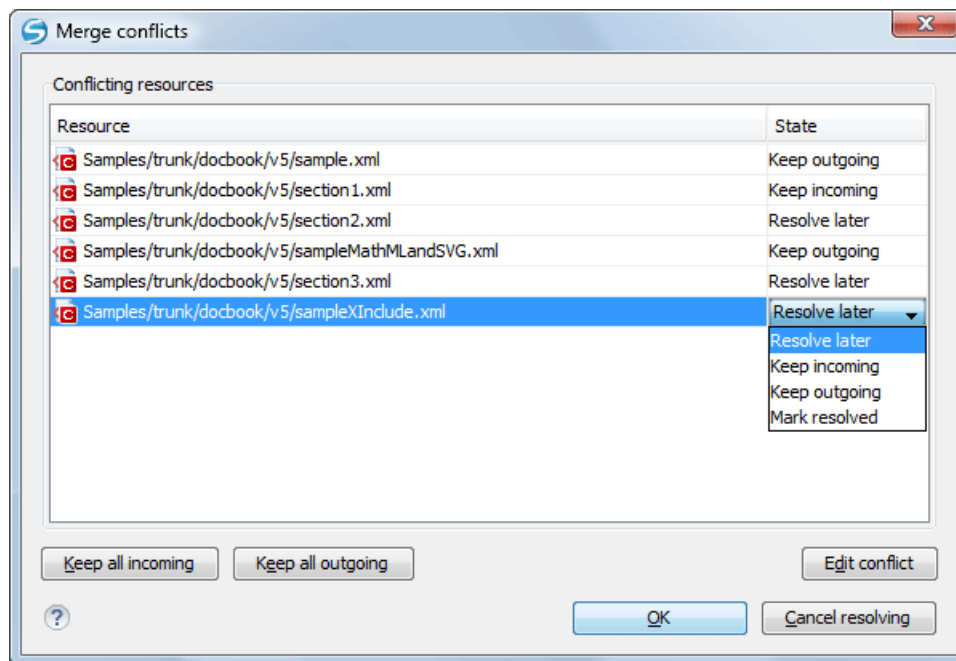 Merge conflicts
X
Conflicting resources
Resource State
Samples/trunk/docbook/v5/sample.xml Keep outgoing
Samples/trunk/docbook/v5/section1.xml Keep incoming
Samples/trunk/docbook/v5/section2.xml Resolve later
Samples/trunk/docbook/v5/sampleMathMLandSVG.xml Keep outgoing
Samples/trunk/docbook/v5/section3.xml Resolve later
Samples/trunk/docbook/v5/sampleXInclude.xml Resolve later
Resolve later
Keep incoming
Keep outgoing
Mark resolved
Keep all incoming Keep all outgoing Edit conflict
? OK Cancel resolving